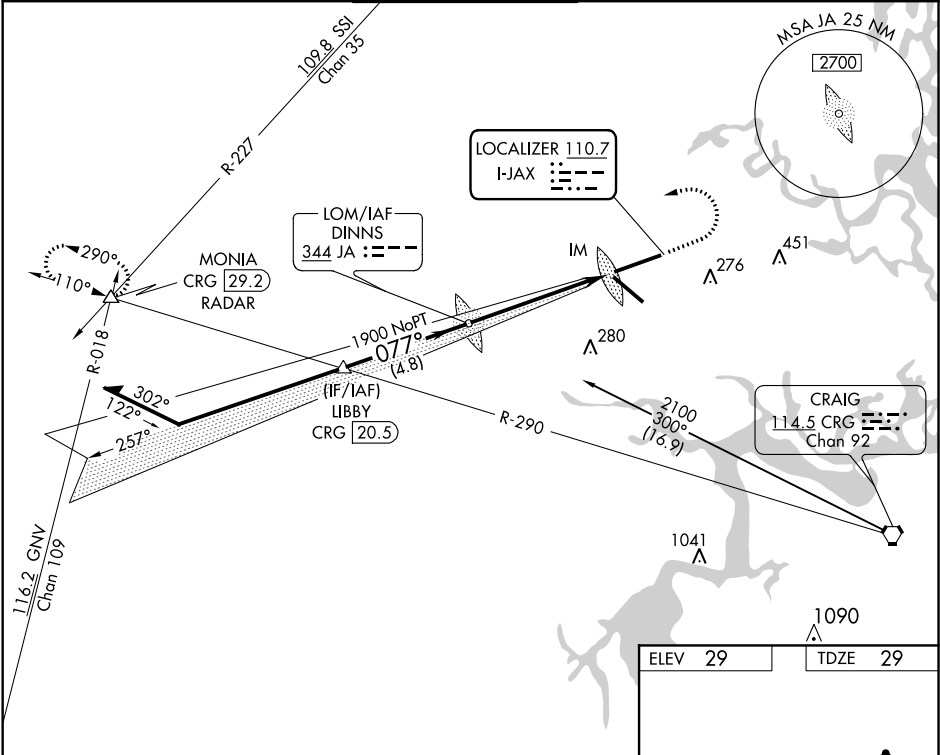 109.8 SSI
Chan 35
R-227
MSA JA 25 NM
2700
LOCALIZER 110.7
I-JAX
LOM/IAF
DINNS
344 JA
IM
451
276
290°
110°
MONIA
CRG 29.2
RADAR
280
1900 NoPT
077°
(4.8)
R-018
302°
122°
257°
(IF/IAF)
LIBBY
CRG 20.5
R-290
2100
300°
(16.9)
CRAIG
114.5 CRG
Chan 92
116.2 GNV
Chan 109
1041
1090
ELEV 29
TDZE 29